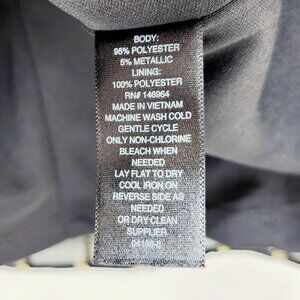 BODY:
95% POLYESTER
5% METALLIC
LINING:
100% POLYESTER
RN# 146964
MADE IN VIETNAM
MACHINE WASH COLD
GENTLE CYCLE
ONLY NON-CHLORINE
BLEACH WHEN
NEEDED
LAY FLAT TO DRY
COOL IRON ON
REVERSE SIDE AS
NEEDED
OR DRY CLEAN
SUPPLIER